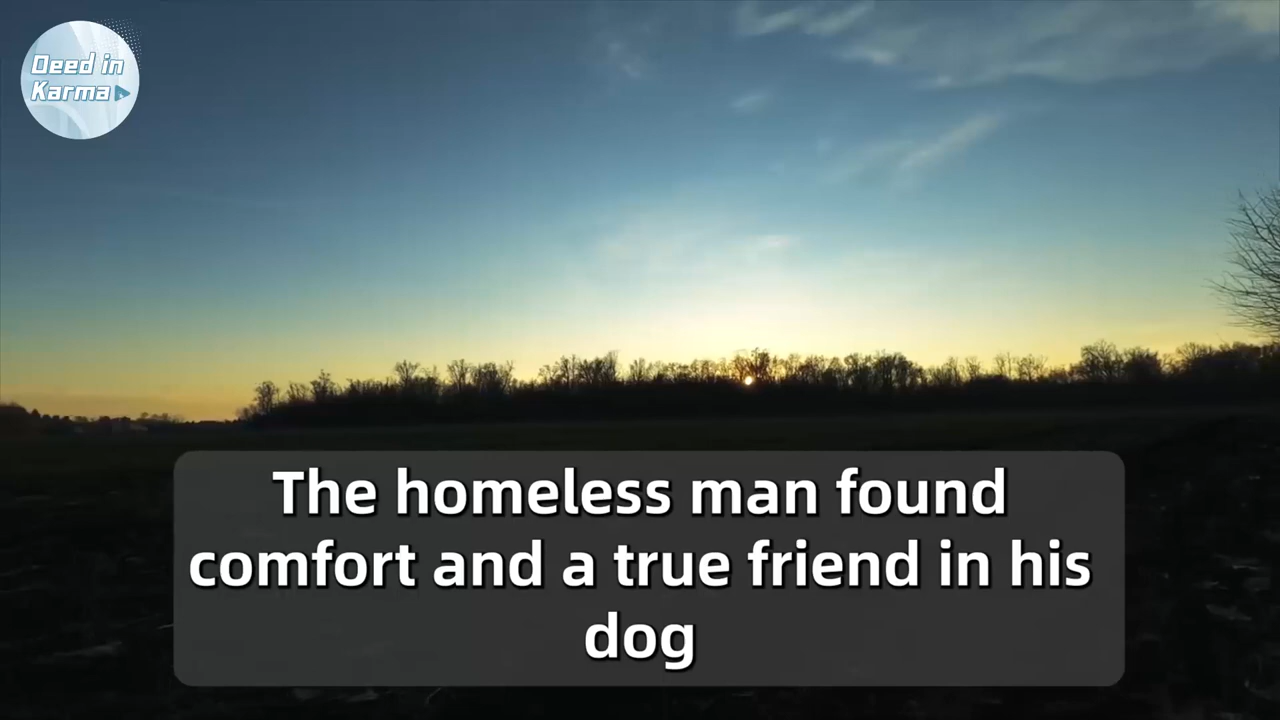 Deed in
Karma
The homeless man found
comfort and a true friend in his
dog